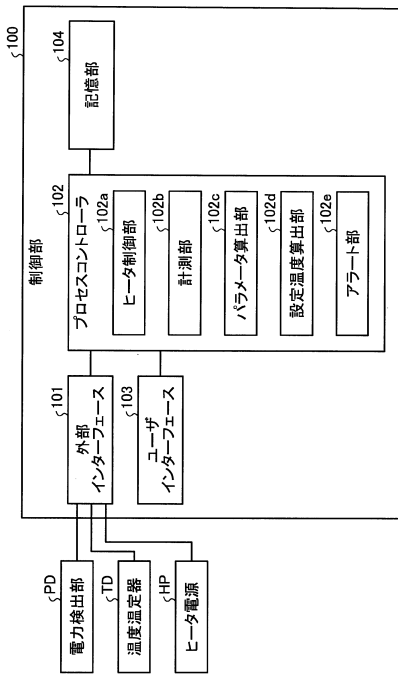 100
制御部
PD
電力検出部
TD
温度温定器
HP
ヒータ電源
101
外部
インターフェース
103
ユーザ
インターフェース
102
プロセスコントローラ
102a
ヒータ制御部
102b
計測部
102c
パラメータ算出部
102d
設定温度算出部
102e
アラート部
104
記憶部